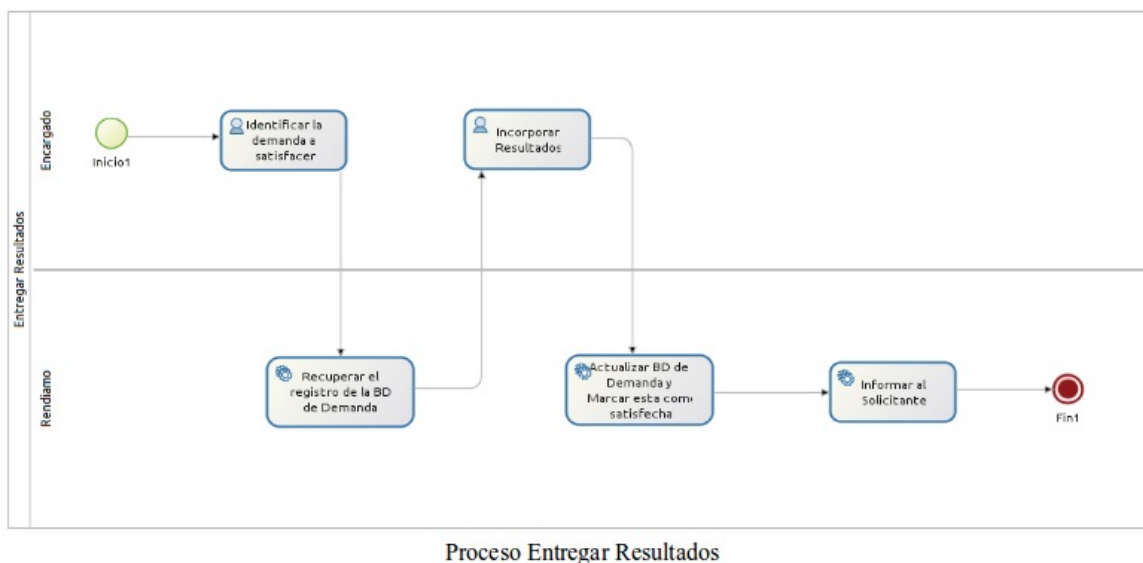 Entregar Resultados
Encargado
Inicio1
Identificar la
demanda a
satisfacer
Incorporar
Resultados
Rendiamo
Recuperar el
registro de la BD
de Demanda
Actualizar BD de
Demanda y
Marcar esta como
satisfecha
Informar al
Solicitante
Fin1
Proceso Entregar Resultados